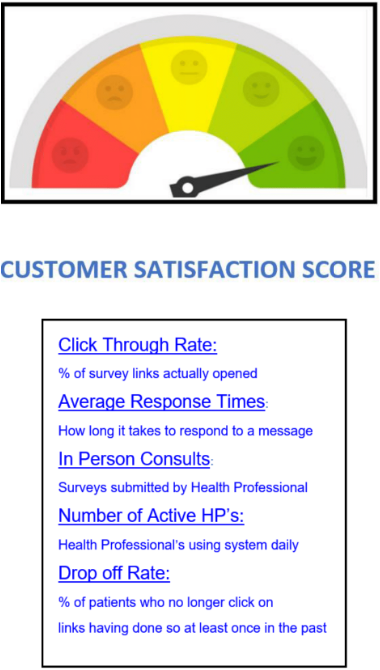 CUSTOMER SATISFACTION SCORE
Click Through Rate:
% of survey links actually opened
Average Response Times:
How long it takes to respond to a message
In Person Consults:
Surveys submitted by Health Professional
Number of Active HP's:
Health Professional's using system daily
Drop off Rate:
% of patients who no longer click on
links having done so at least once in the past